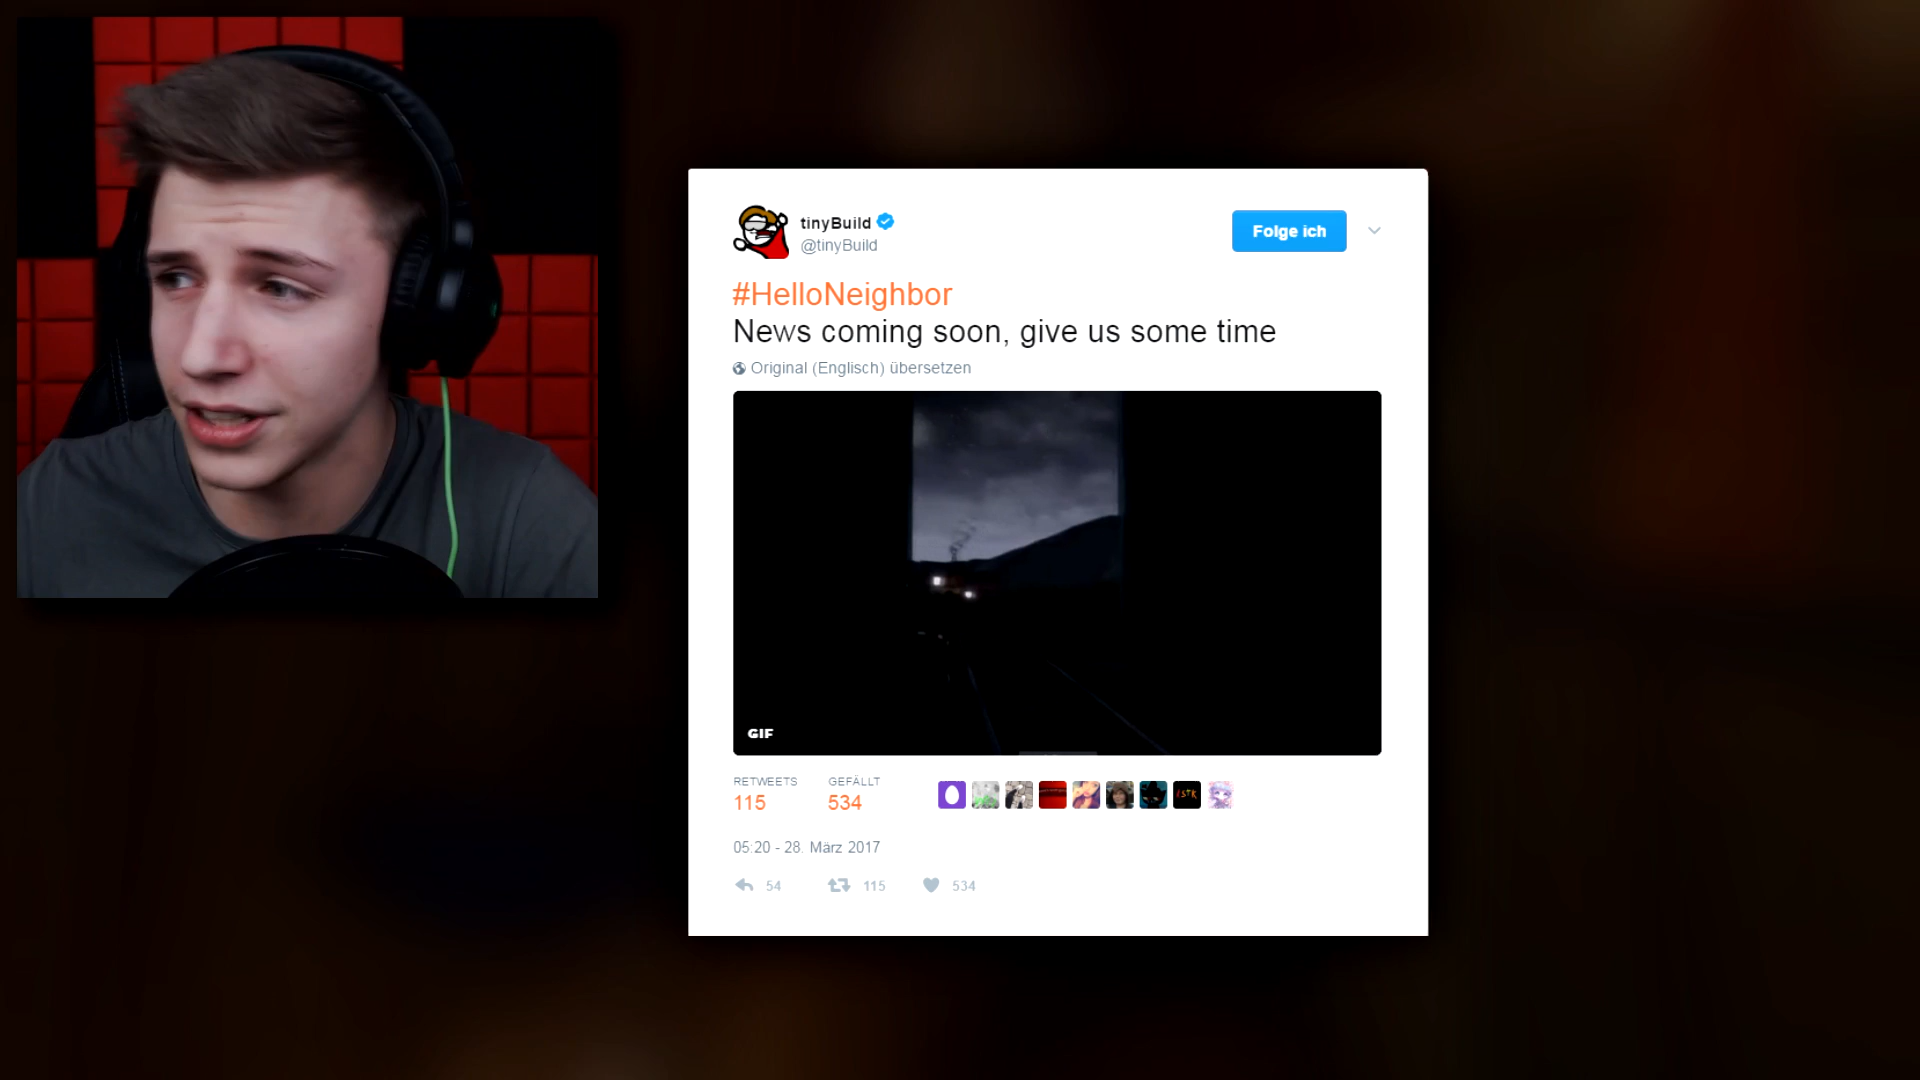 tinyBuild
@tinyBuild
Folge ich
#HelloNeighbor
News coming soon, give us some time
Original (Englisch) übersetzen
GIF
RETWEETS
115
GEFÄLLT
534
05:20 - 28. März 2017
54
115
534